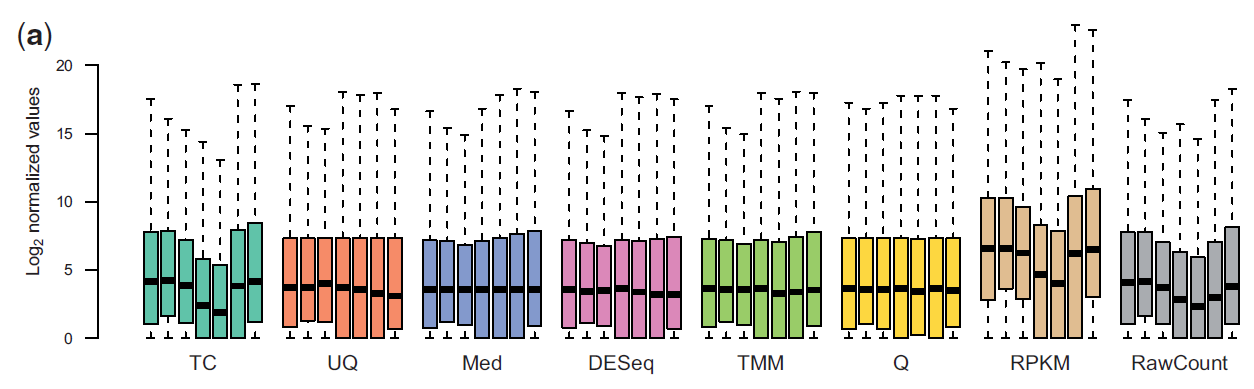 (a)
Log2 normalized values
20
15
10
5
0
TC UQ Med DESeq TMM Q RPKM RawCount